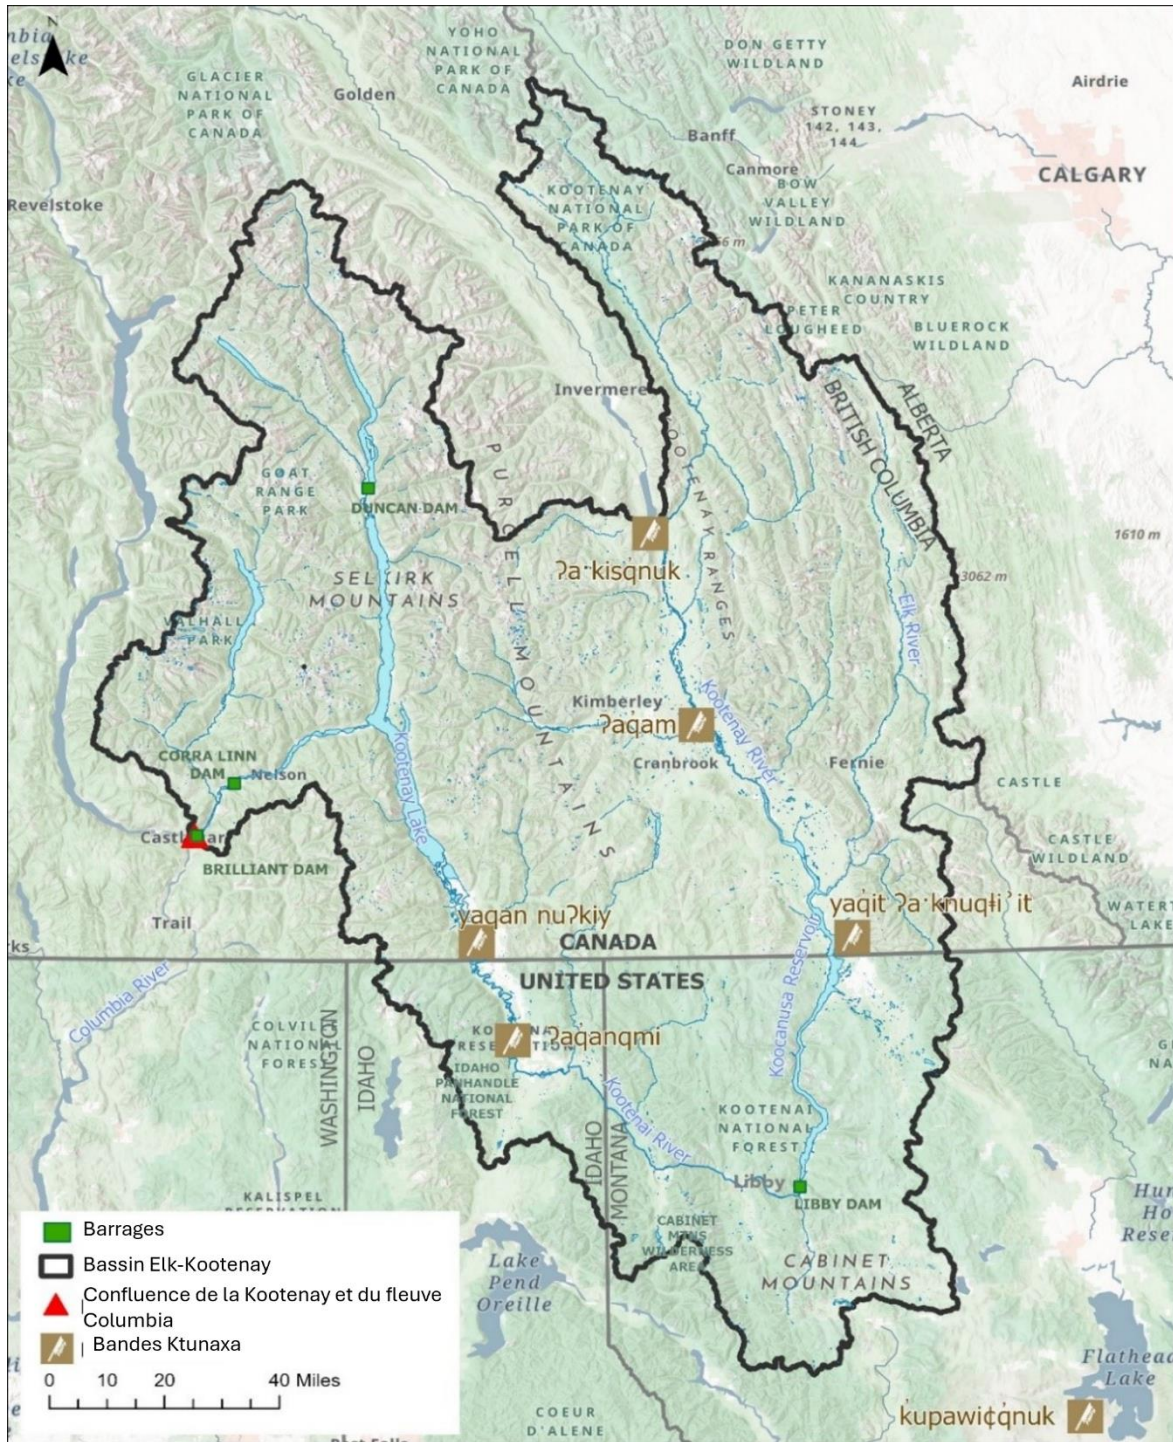 N
YOHO
NATIONAL
PARK OF
CANADA
DON GETTY
WILDLAND
GLACIER
NATIONAL
PARK OF
CANADA
Golden
Airdrie
STONEY
142, 143,
144
Banff
Canmore
CALGARY
BOW
VALLEY
WILDLAND
KOOTENAY
NATIONAL
PARK OF
CANADA
Revelstoke
KANANASKIS
COUNTRY
PETER
LOUGHEED
BLUEROCK
WILDLAND
Invermere
ALBERTA
BRITISH COLUMBIA
GOAT
RANGE
PARK
DUNCAN DAM
PURCELL MOUNTAINS
KOOTENAY RANGES
1610 m
ʔa·kisq̓nuk
3062 m
SELKIRK
MOUNTAINS
Elk River
PARK
Kimberley
Kootenay River
ʔaq̓am
Cranbrook
Fernie
CORRA LINN
DAM
Nelson
Kootenay Lake
CASTLE
BRILLIANT DAM
CASTLE
WILDLAND
Trail
yaqan nuʔkiy
yaq̓it ʔa·knuqⱡi’it
LAKE
CANADA
UNITED STATES
Columbia River
Koocanusa Reservoir
COLVILLE
NATIONAL
FOREST
WASHINGTON
IDAHO
ʔaq̓anqmi
IDAHO
PANHANDLE
NATIONAL
FOREST
Kootenai River
IDAHO
MONTANA
KOOTENAI
NATIONAL
FOREST
Libby
LIBBY DAM
KALISPEL
CABINET
MTNS
WILDERNESS
AREA
CABINET
MOUNTAINS
Lake
Pend
Oreille
Barrages
Bassin Elk-Kootenay
Confluence de la Kootenay et du fleuve
Columbia
Bandes Ktunaxa
0 10 20 40 Miles
Flathead
Lake
k̓upawi¢q̓nuk
COEUR
D'ALENE